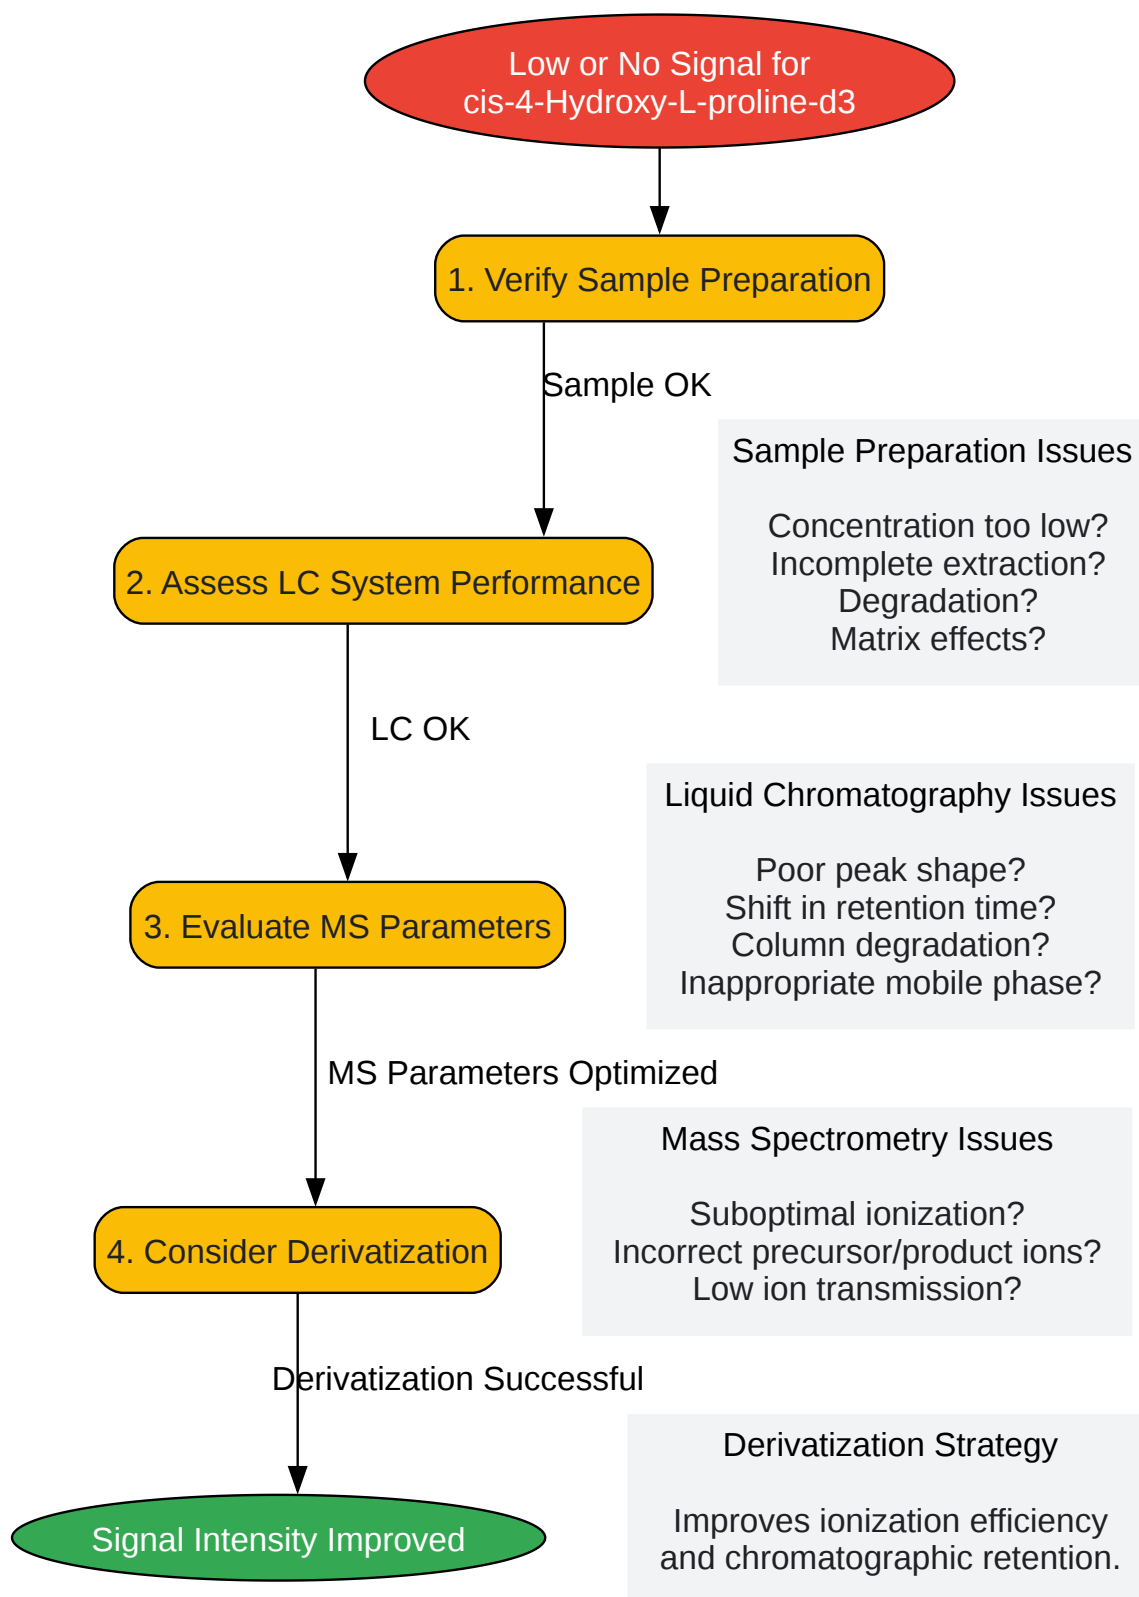 Low or No Signal for
cis-4-Hydroxy-L-proline-d3
1. Verify Sample Preparation
Sample OK
Sample Preparation Issues
Concentration too low?
Incomplete extraction?
Degradation?
Matrix effects?
2. Assess LC System Performance
LC OK
Liquid Chromatography Issues
Poor peak shape?
Shift in retention time?
Column degradation?
Inappropriate mobile phase?
3. Evaluate MS Parameters
MS Parameters Optimized
Mass Spectrometry Issues
Suboptimal ionization?
Incorrect precursor/product ions?
Low ion transmission?
4. Consider Derivatization
Derivatization Successful
Derivatization Strategy
Improves ionization efficiency
and chromatographic retention.
Signal Intensity Improved